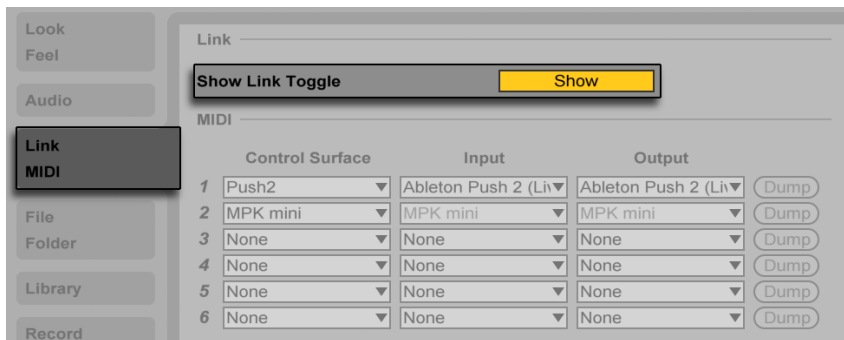 Look
Feel
Audio
Link
MIDI
File
Folder
Library
Record
Link
Show Link Toggle Show
MIDI
Control Surface Input Output
1 Push2 Ableton Push 2 (Liv Ableton Push 2 (Liv Dump
2 MPK mini MPK mini MPK mini Dump
3 None None None Dump
4 None None None Dump
5 None None None Dump
6 None None None Dump